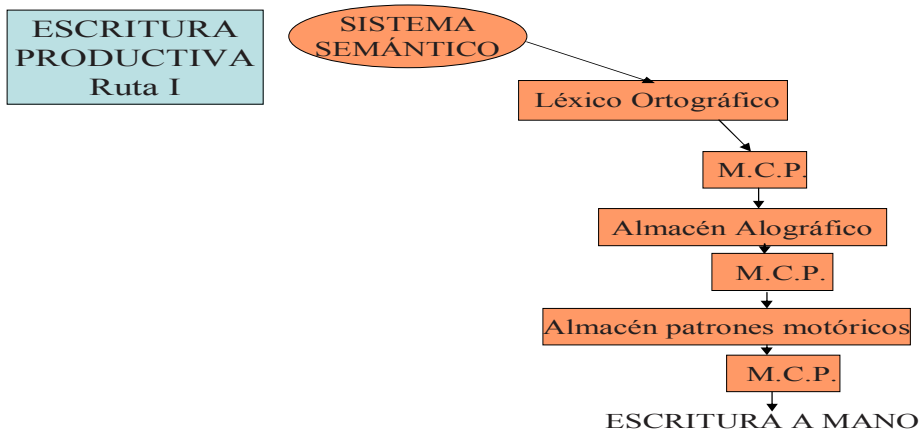 ESCRITURA
PRODUCTIVA
Ruta I
SISTEMA
SEMÁNTICO
Léxico Ortográfico
M.C.P.
Almacén Alográfico
M.C.P.
Almacén patrones motóricos
M.C.P.
ESCRITURA A MANO